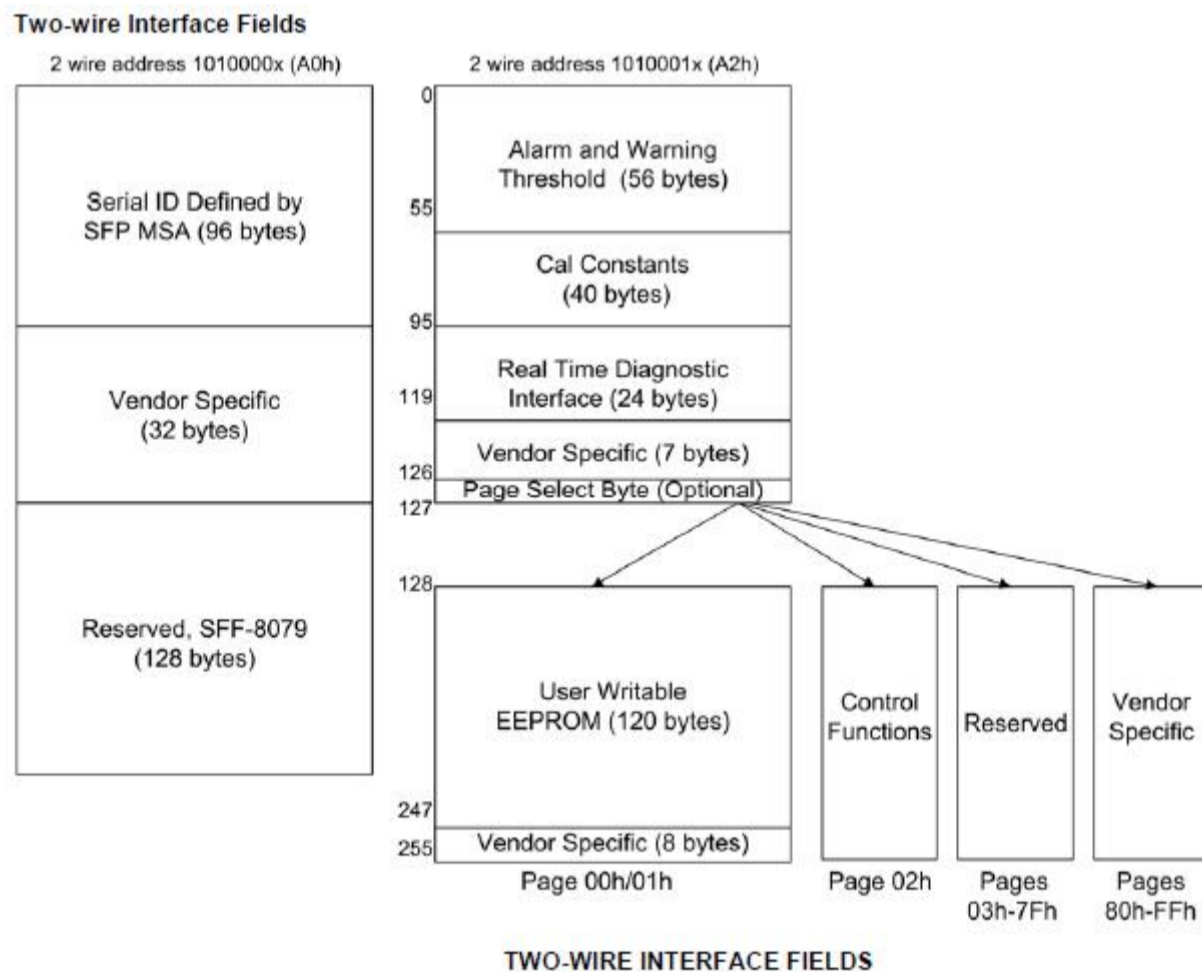 Two-wire Interface Fields
2 wire address 1010000x (A0h)
Serial ID Defined by
SFP MSA (96 bytes)
Vendor Specific
(32 bytes)
Reserved, SFF-8079
(128 bytes)
2 wire address 1010001x (A2h)
0
Alarm and Warning
Threshold (56 bytes)
55
Cal Constants
(40 bytes)
95
Real Time Diagnostic
Interface (24 bytes)
119
Vendor Specific (7 bytes)
126
Page Select Byte (Optional)
127
128
User Writable
EEPROM (120 bytes)
247
Vendor Specific (8 bytes)
255
Page 00h/01h
Control
Functions
Page 02h
Reserved
Pages
03h-7Fh
Vendor
Specific
Pages
80h-FFh
TWO-WIRE INTERFACE FIELDS